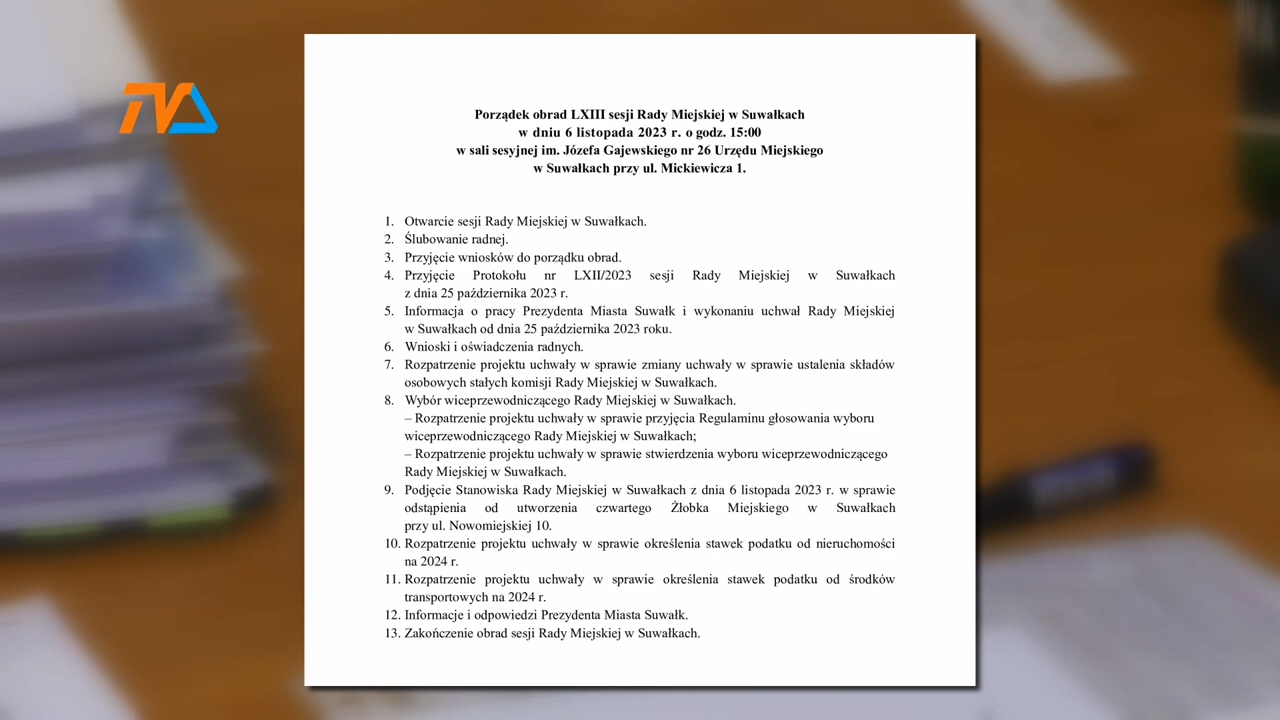 TVA
Porządek obrad LXIII sesji Rady Miejskiej w Suwałkach
w dniu 6 listopada 2023 r. o godz. 15:00
w sali sesyjnej im. Józefa Gajewskiego nr 26 Urzędu Miejskiego
w Suwałkach przy ul. Mickiewicza 1.
1. Otwarcie sesji Rady Miejskiej w Suwałkach.
2. Ślubowanie radnej.
3. Przyjęcie wniosków do porządku obrad.
4. Przyjęcie Protokołu nr LXII/2023 sesji Rady Miejskiej w Suwałkach
z dnia 25 października 2023 r.
5. Informacja o pracy Prezydenta Miasta Suwałk i wykonaniu uchwał Rady Miejskiej
w Suwałkach od dnia 25 października 2023 roku.
6. Wnioski i oświadczenia radnych.
7. Rozpatrzenie projektu uchwały w sprawie zmiany uchwały w sprawie ustalenia składów
osobowych stałych komisji Rady Miejskiej w Suwałkach.
8. Wybór wiceprzewodniczącego Rady Miejskiej w Suwałkach.
– Rozpatrzenie projektu uchwały w sprawie przyjęcia Regulaminu głosowania wyboru
wiceprzewodniczącego Rady Miejskiej w Suwałkach;
– Rozpatrzenie projektu uchwały w sprawie stwierdzenia wyboru wiceprzewodniczącego
Rady Miejskiej w Suwałkach.
9. Podjęcie Stanowiska Rady Miejskiej w Suwałkach z dnia 6 listopada 2023 r. w sprawie
odstąpienia od utworzenia czwartego Żłobka Miejskiego w Suwałkach
przy ul. Nowomiejskiej 10.
10. Rozpatrzenie projektu uchwały w sprawie określenia stawek podatku od nieruchomości
na 2024 r.
11. Rozpatrzenie projektu uchwały w sprawie określenia stawek podatku od środków
transportowych na 2024 r.
12. Informacje i odpowiedzi Prezydenta Miasta Suwałk.
13. Zakończenie obrad sesji Rady Miejskiej w Suwałkach.